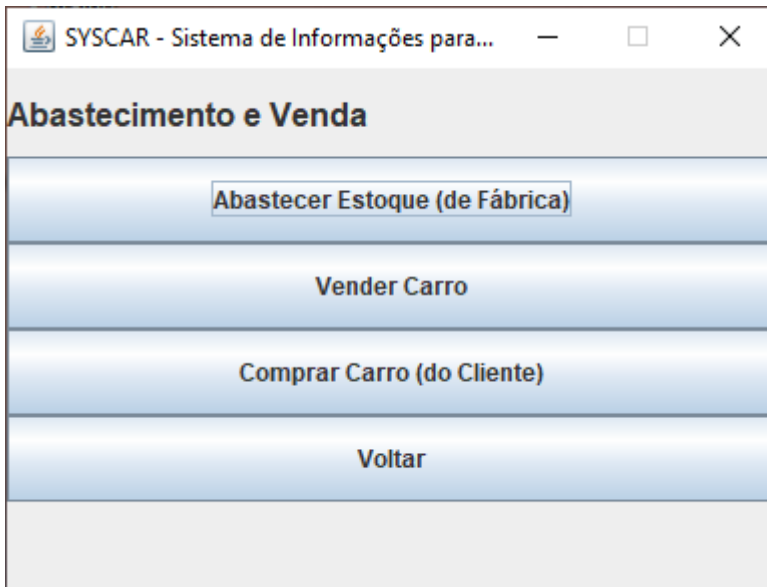 SYSCAR - Sistema de Informações para...
Abastecimento e Venda
Abastecer Estoque (de Fábrica)
Vender Carro
Comprar Carro (do Cliente)
Voltar